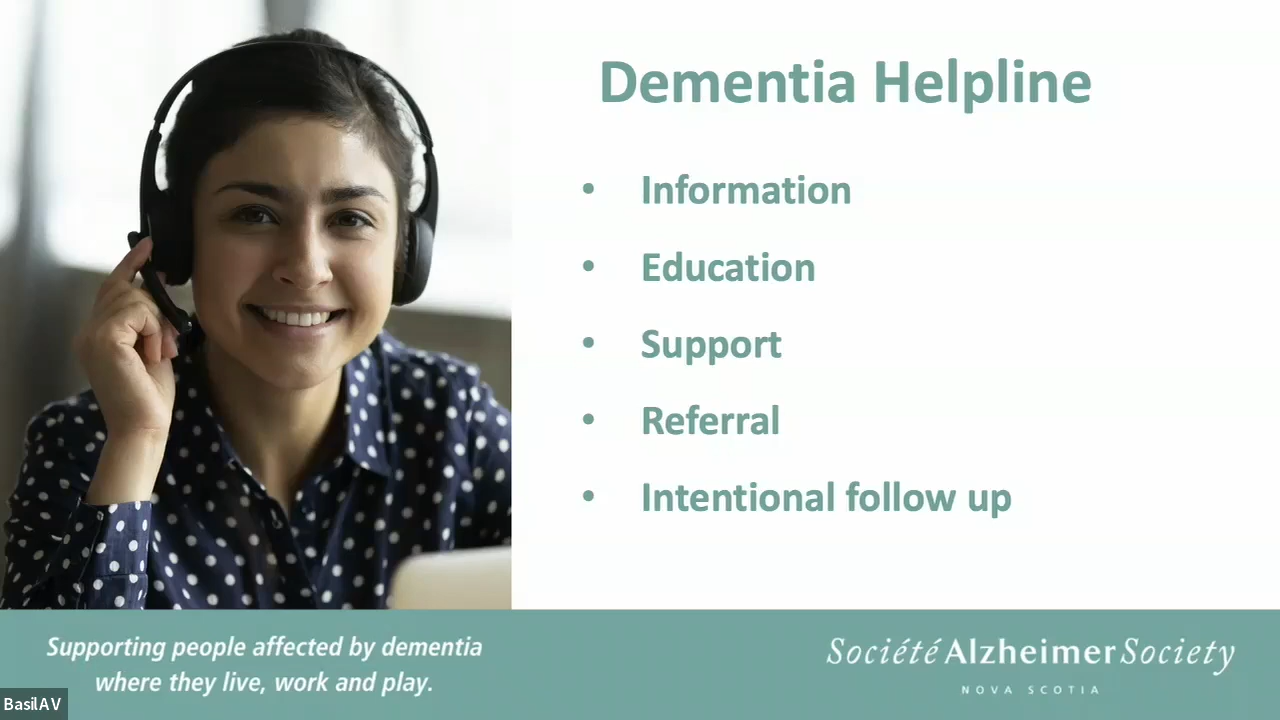 Dementia Helpline
• Information
• Education
• Support
• Referral
• Intentional follow up
Supporting people affected by dementia
where they live, work and play.
Société Alzheimer Society
NOVA SCOTIA
BasilAV